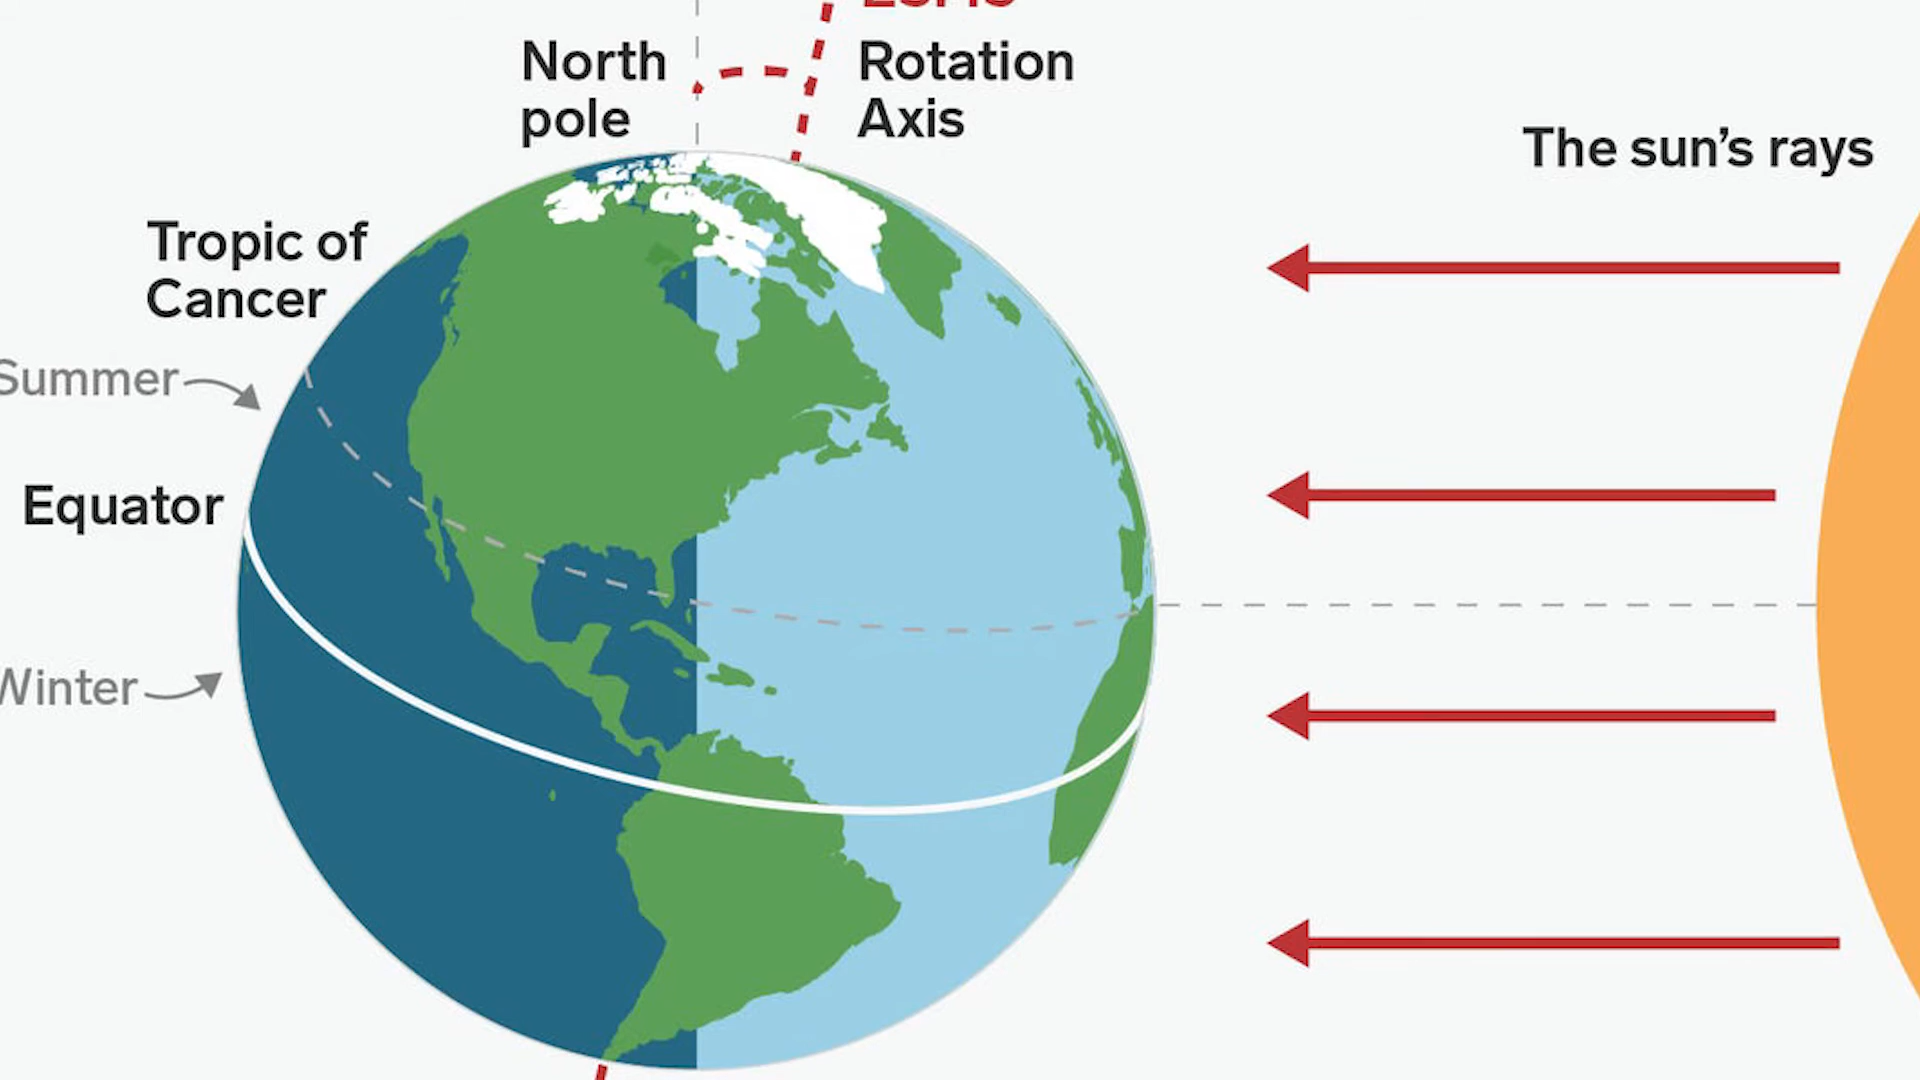 North
pole
Rotation
Axis
The sun's rays
Tropic of
Cancer
Summer
Equator
Winter